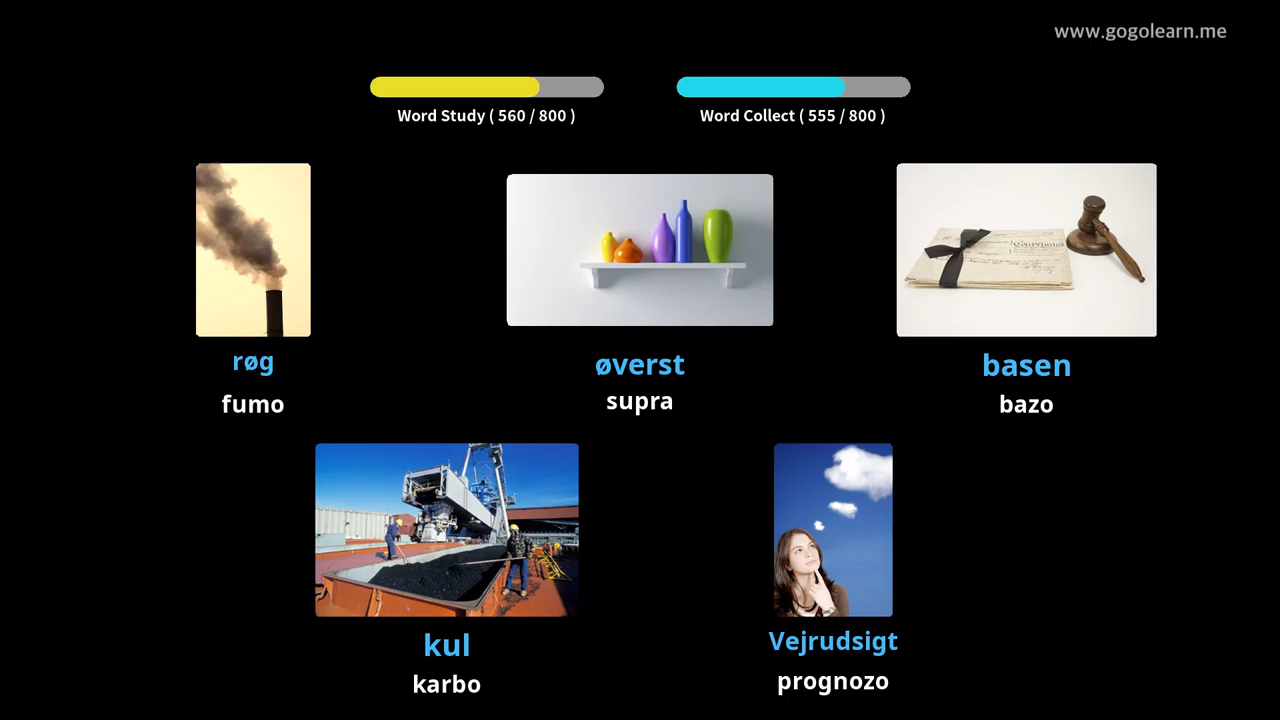 www.gogolearn.me
Word Study ( 560 / 800 )
Word Collect ( 555 / 800 )
røg
fumo
øverst
supra
basen
bazo
kul
karbo
Vejrudsigt
prognozo